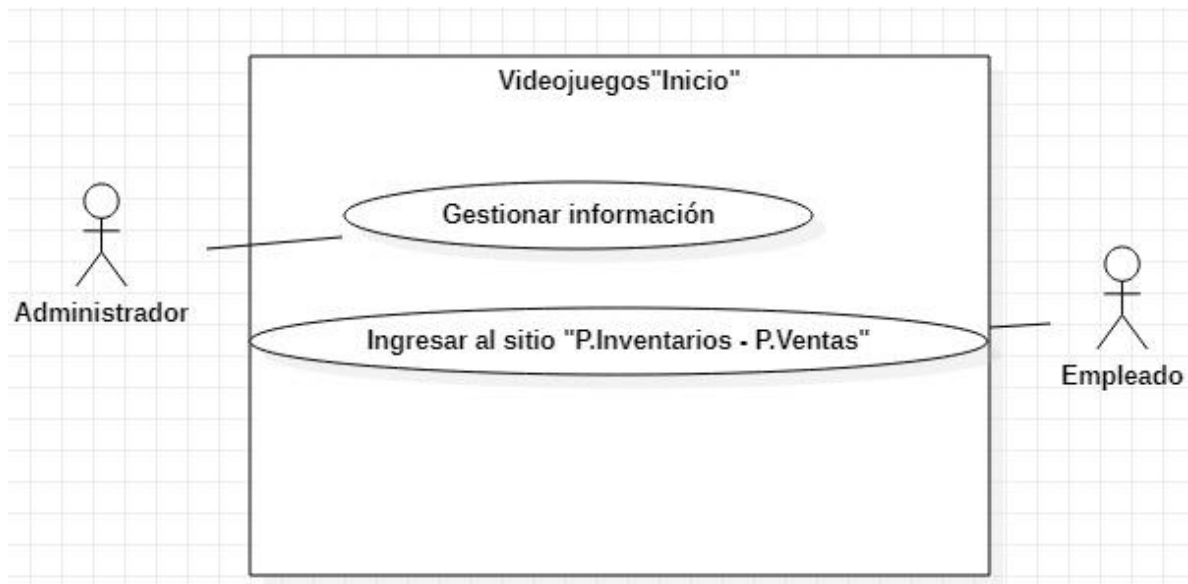 Videojuegos"Inicio"
Gestionar información
Administrador
Ingresar al sitio "P.Inventarios - P.Ventas"
Empleado